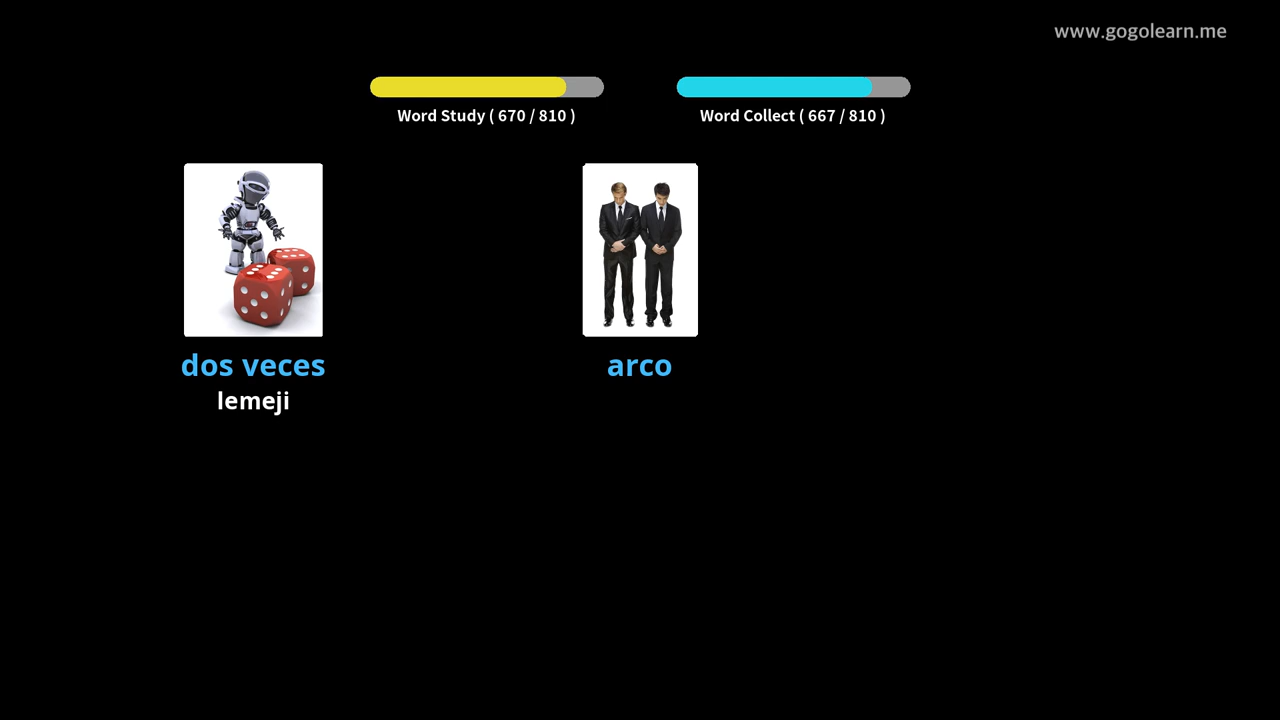 www.gogolearn.me
Word Study ( 670 / 810 )
Word Collect ( 667 / 810 )
dos veces
lemeji
arco